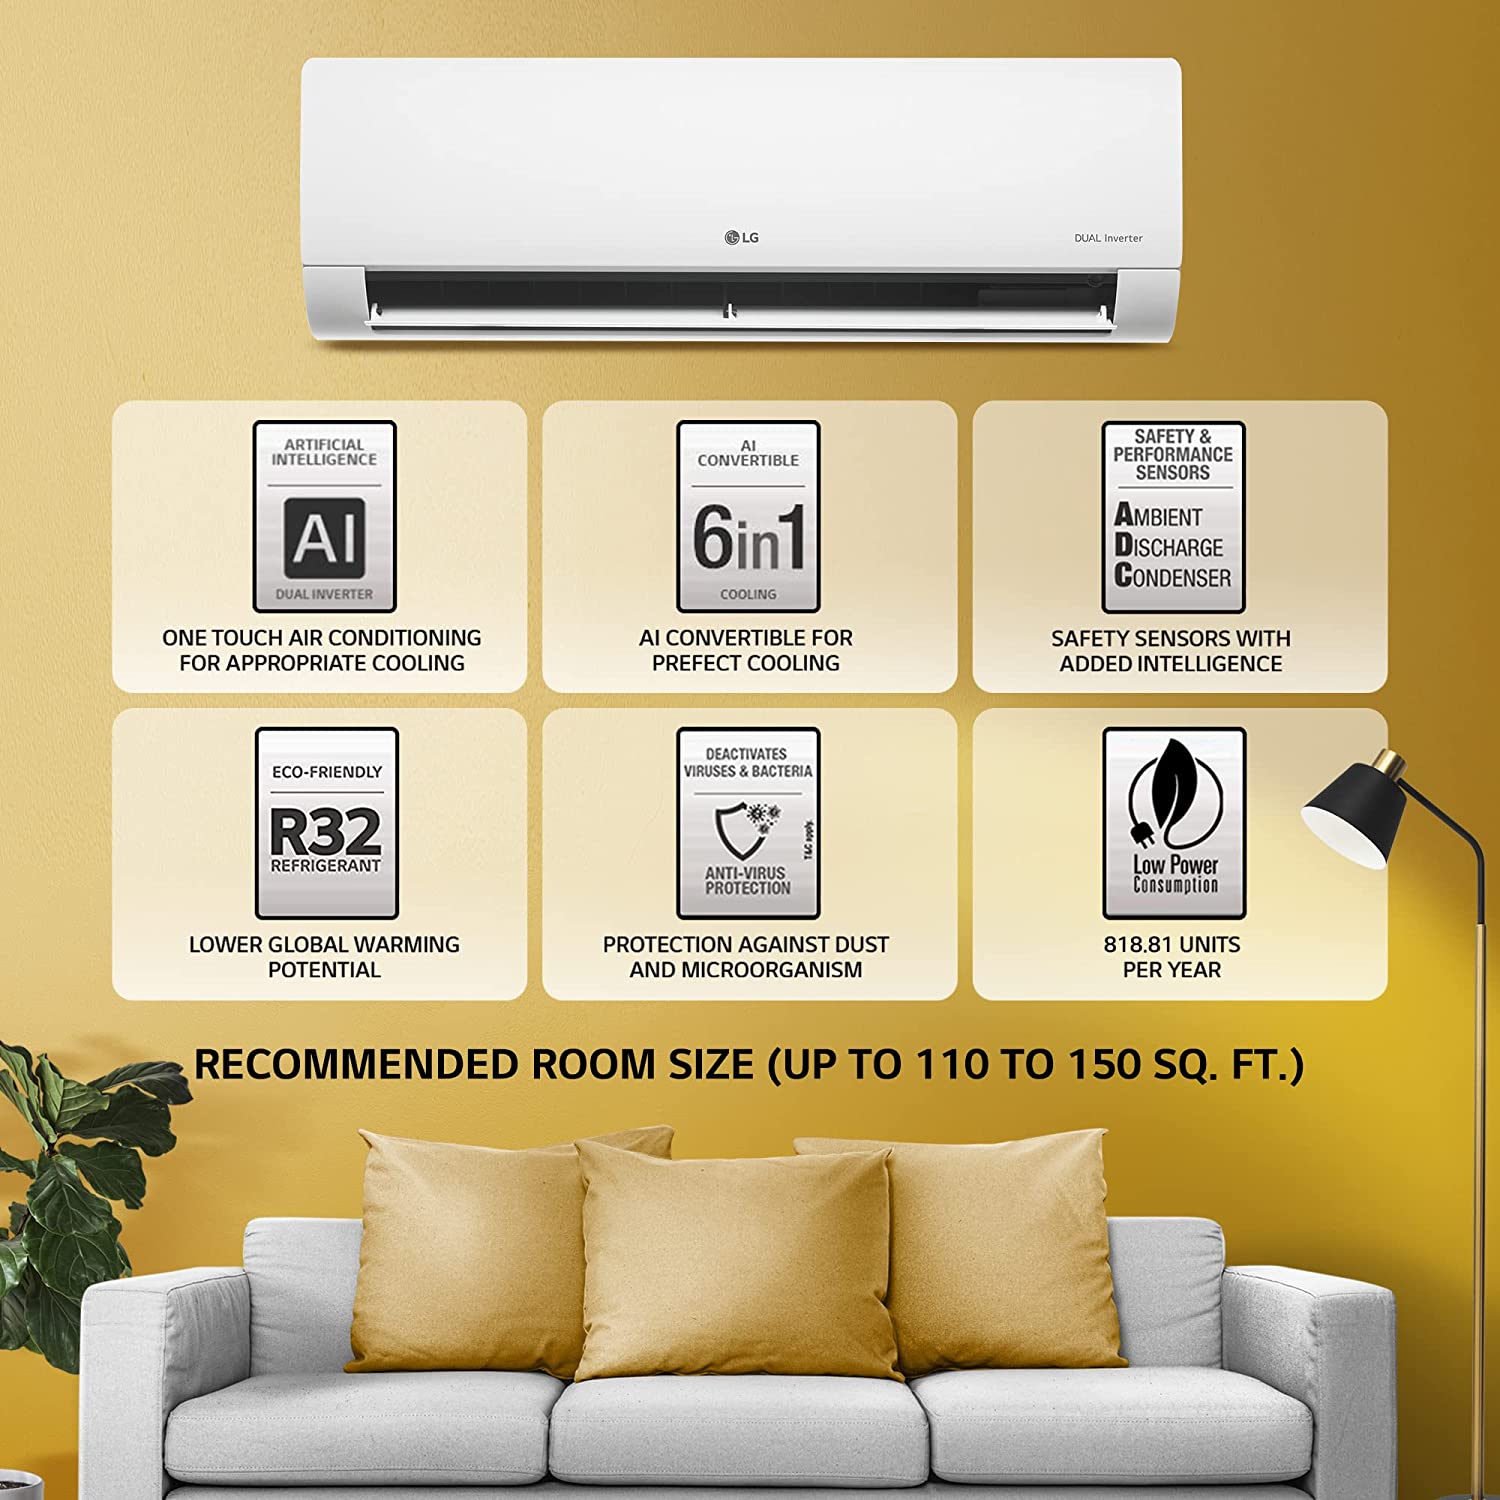 LG
DUAL Inverter
ARTIFICIAL
INTELLIGENCE
AI
DUAL INVERTER
ONE TOUCH AIR CONDITIONING
FOR APPROPRIATE COOLING
AI
CONVERTIBLE
6in1
COOLING
AI CONVERTIBLE FOR
PREFECT COOLING
SAFETY &
PERFORMANCE
SENSORS
AMBIENT
DISCHARGE
CONDENSER
SAFETY SENSORS WITH
ADDED INTELLIGENCE
ECO-FRIENDLY
R32
REFRIGERANT
LOWER GLOBAL WARMING
POTENTIAL
DEACTIVATES
VIRUSES & BACTERIA
T&C apply.
ANTI-VIRUS
PROTECTION
PROTECTION AGAINST DUST
AND MICROORGANISM
Low Power
Consumption
818.81 UNITS
PER YEAR
RECOMMENDED ROOM SIZE (UP TO 110 TO 150 SQ. FT.)